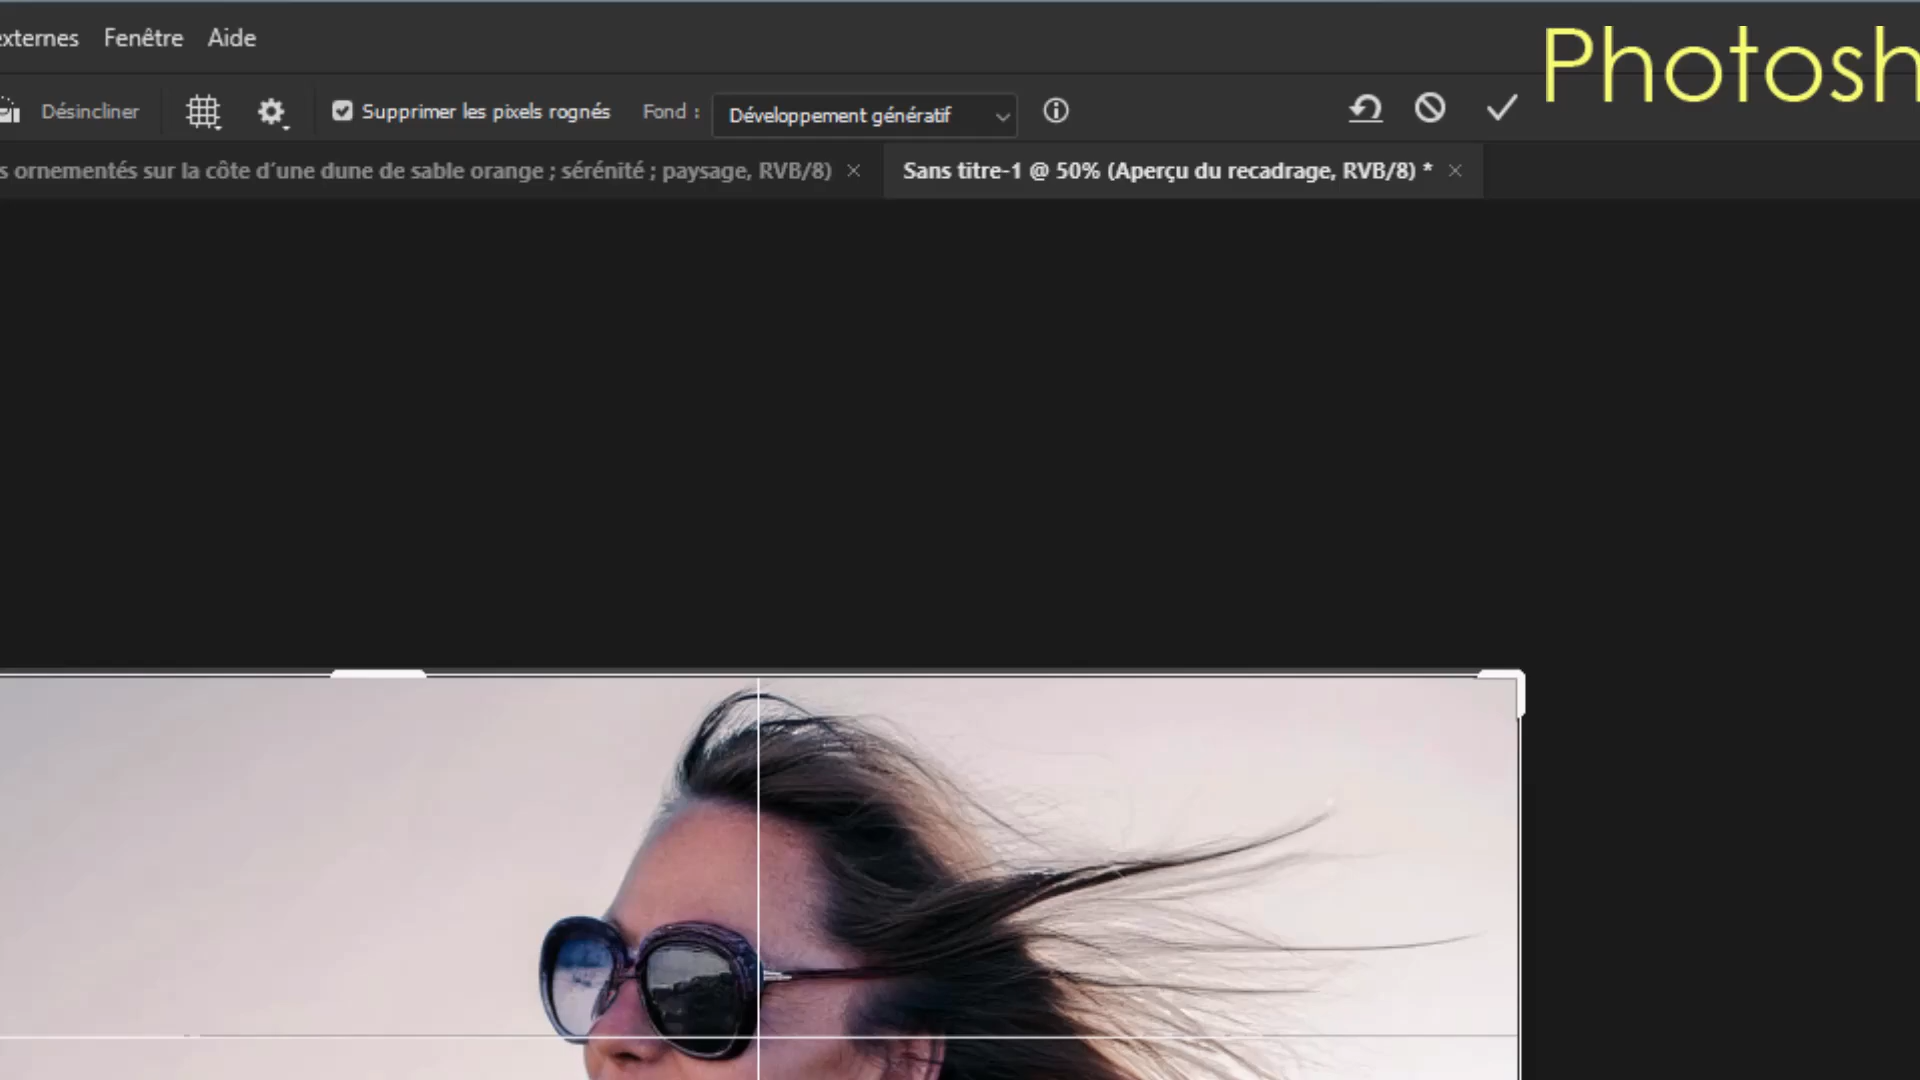 externes Fenêtre Aide
Photosh
Désincliner Supprimer les pixels rognés Fond : Développement génératif
s ornementés sur la côte d'une dune de sable orange ; sérénité ; paysage, RVB/8) × Sans titre-1 @ 50% (Aperçu du recadrage, RVB/8) * ×